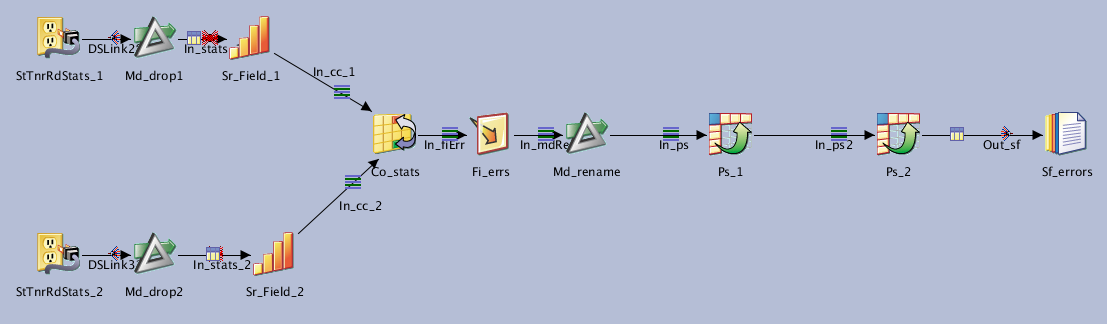 DSLink2
In_stats
StTnrRdStats_1
Md_drop1
Sr_Field_1
In_cc_1
In_fiErr
In_mdRe
In_ps
In_ps2
Out_sf
Co_stats
Fi_errs
Md_rename
Ps_1
Ps_2
Sf_errors
In_cc_2
DSLink3
In_stats_2
StTnrRdStats_2
Md_drop2
Sr_Field_2